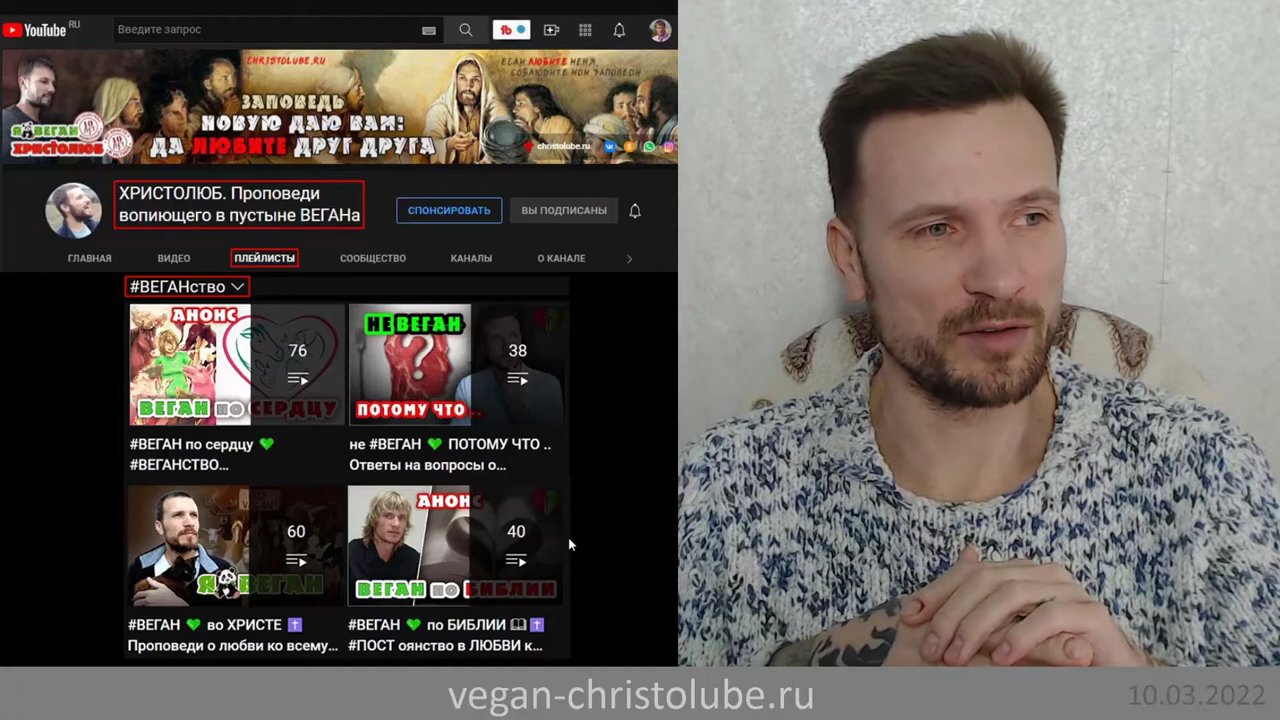 YouTube RU
Введите запрос
CHRISTOLUBE.RU
ЕСЛИ ЛЮБИТЕ МЕНЯ,
СОБЛЮДИТЕ МОИ ЗАПОВЕДИ
ЗАПОВЕДЬ
НОВУЮ ДАЮ ВАМ:
ДА ЛЮБИТЕ ДРУГ ДРУГА
Я ВЕГАН
ХРИСТОЛЮБ
christolube.ru
ХРИСТОЛЮБ. Проповеди
вопиющего в пустыне ВЕГАНа
СПОНСИРОВАТЬ
ВЫ ПОДПИСАНЫ
ГЛАВНАЯ
ВИДЕО
ПЛЕЙЛИСТЫ
СООБЩЕСТВО
КАНАЛЫ
О КАНАЛЕ
#ВЕГАНство
АНОНС
76
ВЕГАН ПО СЕРДЦУ
НЕ ВЕГАН
38
ПОТОМУ ЧТО..
#ВЕГАН по сердцу 💚
#ВЕГАНСТВО...
не #ВЕГАН 💚 ПОТОМУ ЧТО ..
Ответы на вопросы о...
60
Я ВЕГАН
АНОНС
40
ВЕГАН ПО БИБЛИИ
#ВЕГАН 💚 во ХРИСТЕ ✝️
Проповеди о любви ко всему...
#ВЕГАН 💚 по БИБЛИИ 📖✝️
#ПОСТ оянство в ЛЮБВИ к...
vegan-christolube.ru
10.03.2022